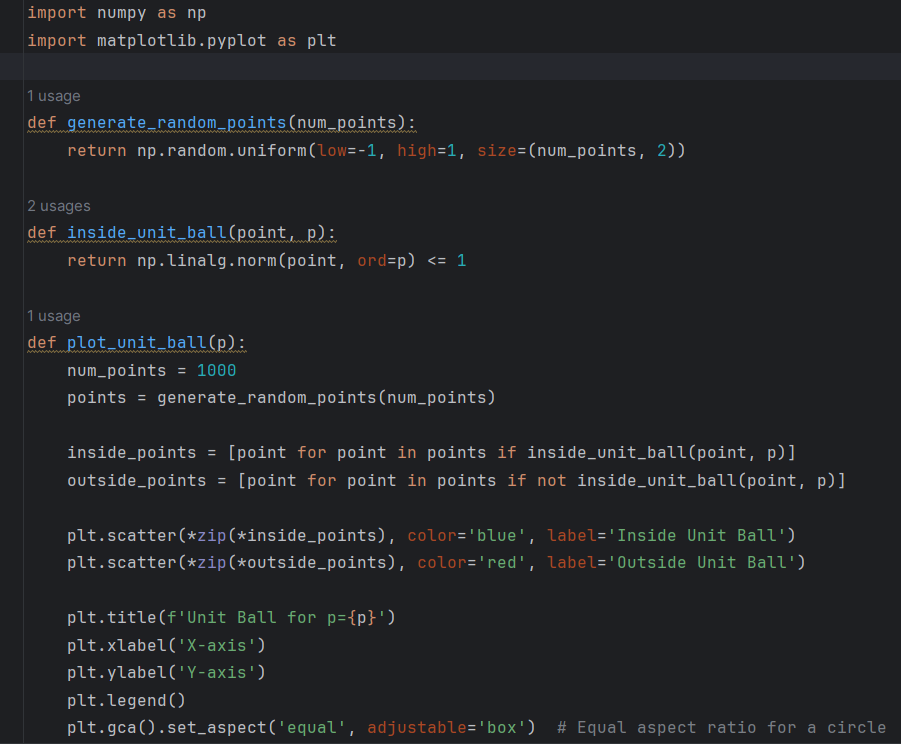 import numpy as np
import matplotlib.pyplot as plt
1 usage
def generate_random_points(num_points):
    return np.random.uniform(low=-1, high=1, size=(num_points, 2))
2 usages
def inside_unit_ball(point, p):
    return np.linalg.norm(point, ord=p) <= 1
1 usage
def plot_unit_ball(p):
    num_points = 1000
    points = generate_random_points(num_points)
    inside_points = [point for point in points if inside_unit_ball(point, p)]
    outside_points = [point for point in points if not inside_unit_ball(point, p)]
    plt.scatter(*zip(*inside_points), color='blue', label='Inside Unit Ball')
    plt.scatter(*zip(*outside_points), color='red', label='Outside Unit Ball')
    plt.title(f'Unit Ball for p={p}')
    plt.xlabel('X-axis')
    plt.ylabel('Y-axis')
    plt.legend()
    plt.gca().set_aspect('equal', adjustable='box')  # Equal aspect ratio for a circle